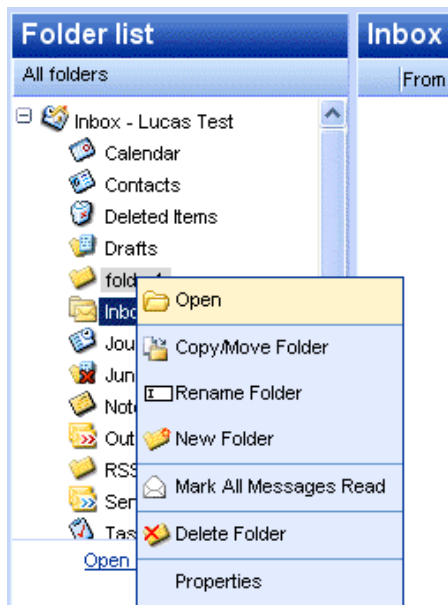 Folder list
Inbox
All folders
From
Inbox - Lucas Test
Calendar
Contacts
Deleted Items
Drafts
Open
Copy/Move Folder
Rename Folder
New Folder
Mark All Messages Read
RSS
Delete Folder
Open
Properties